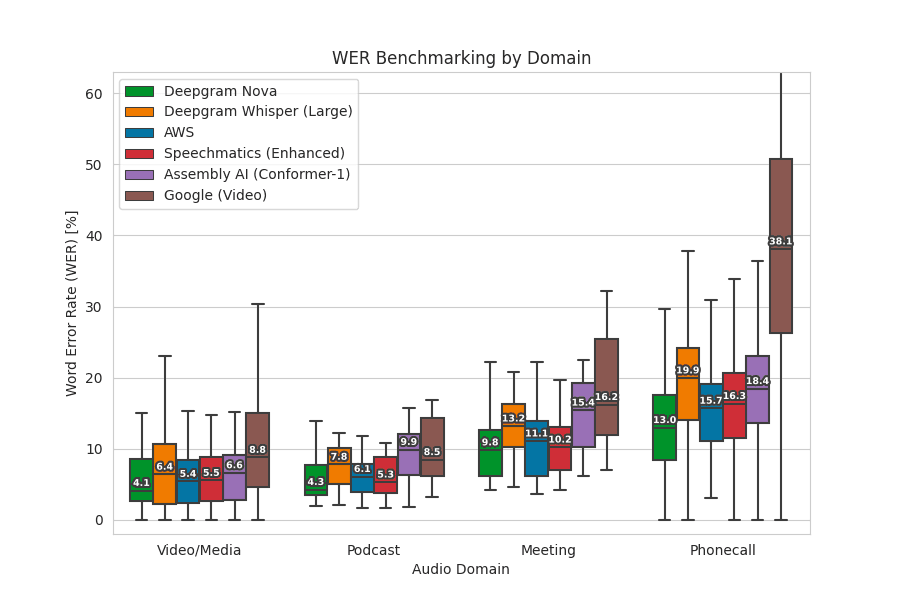 WER Benchmarking by Domain
Word Error Rate (WER) [%]
60
50
40
30
20
10
0
Deepgram Nova
Deepgram Whisper (Large)
AWS
Speechmatics (Enhanced)
Assembly AI (Conformer-1)
Google (Video)
4.1
6.4
5.4
5.5
6.6
8.8
4.3
7.8
6.1
5.3
9.9
8.5
9.8
13.2
11.1
10.2
15.4
16.2
13.0
19.9
15.7
16.3
18.4
38.1
Video/Media
Podcast
Meeting
Phonecall
Audio Domain